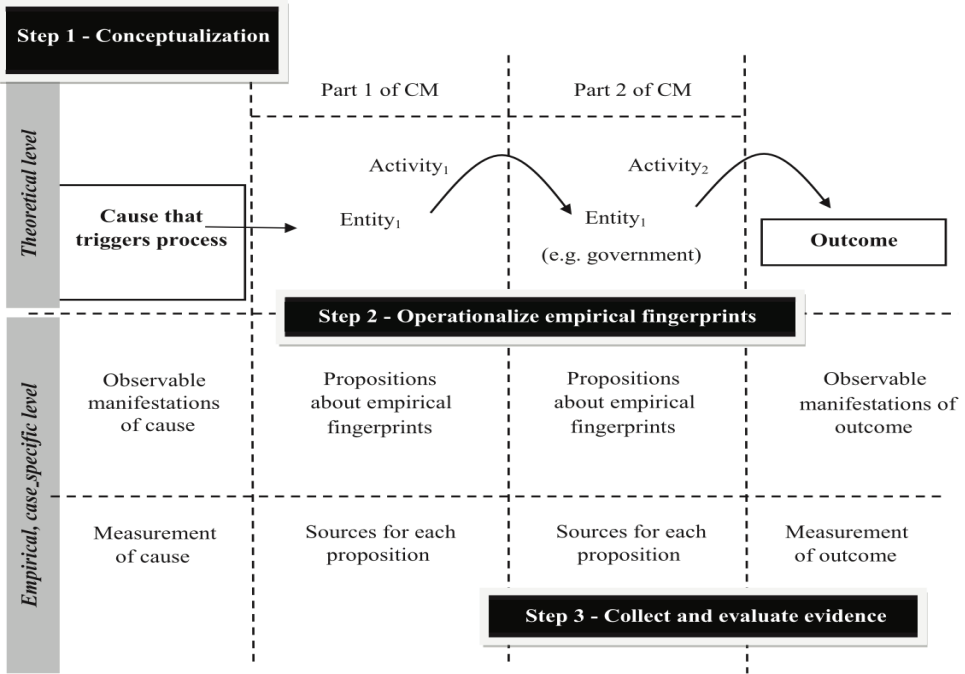 Step 1 - Conceptualization
Part 1 of CM
Part 2 of CM
Theoretical level
Activity₁
Activity₂
Cause that
triggers process
Entity₁
Entity₁
(e.g. government)
Outcome
Step 2 - Operationalize empirical fingerprints
Empirical, case_specific level
Observable
manifestations
of cause
Propositions
about empirical
fingerprints
Propositions
about empirical
fingerprints
Observable
manifestations of
outcome
Measurement
of cause
Sources for each
proposition
Sources for each
proposition
Measurement
of outcome
Step 3 - Collect and evaluate evidence